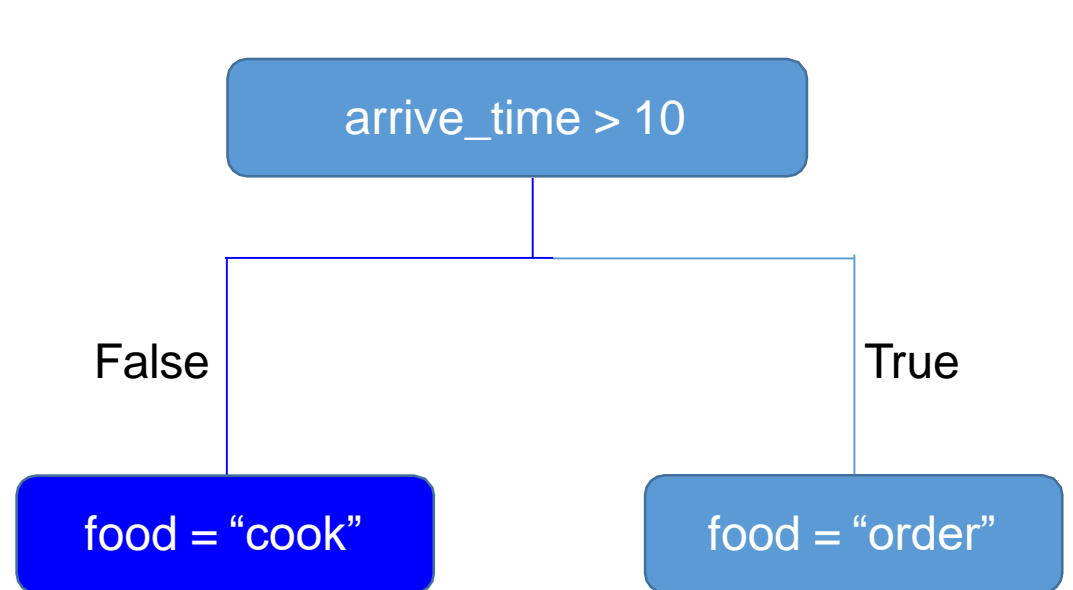 arrive_time > 10
False
True
food = “cook”
food = “order”